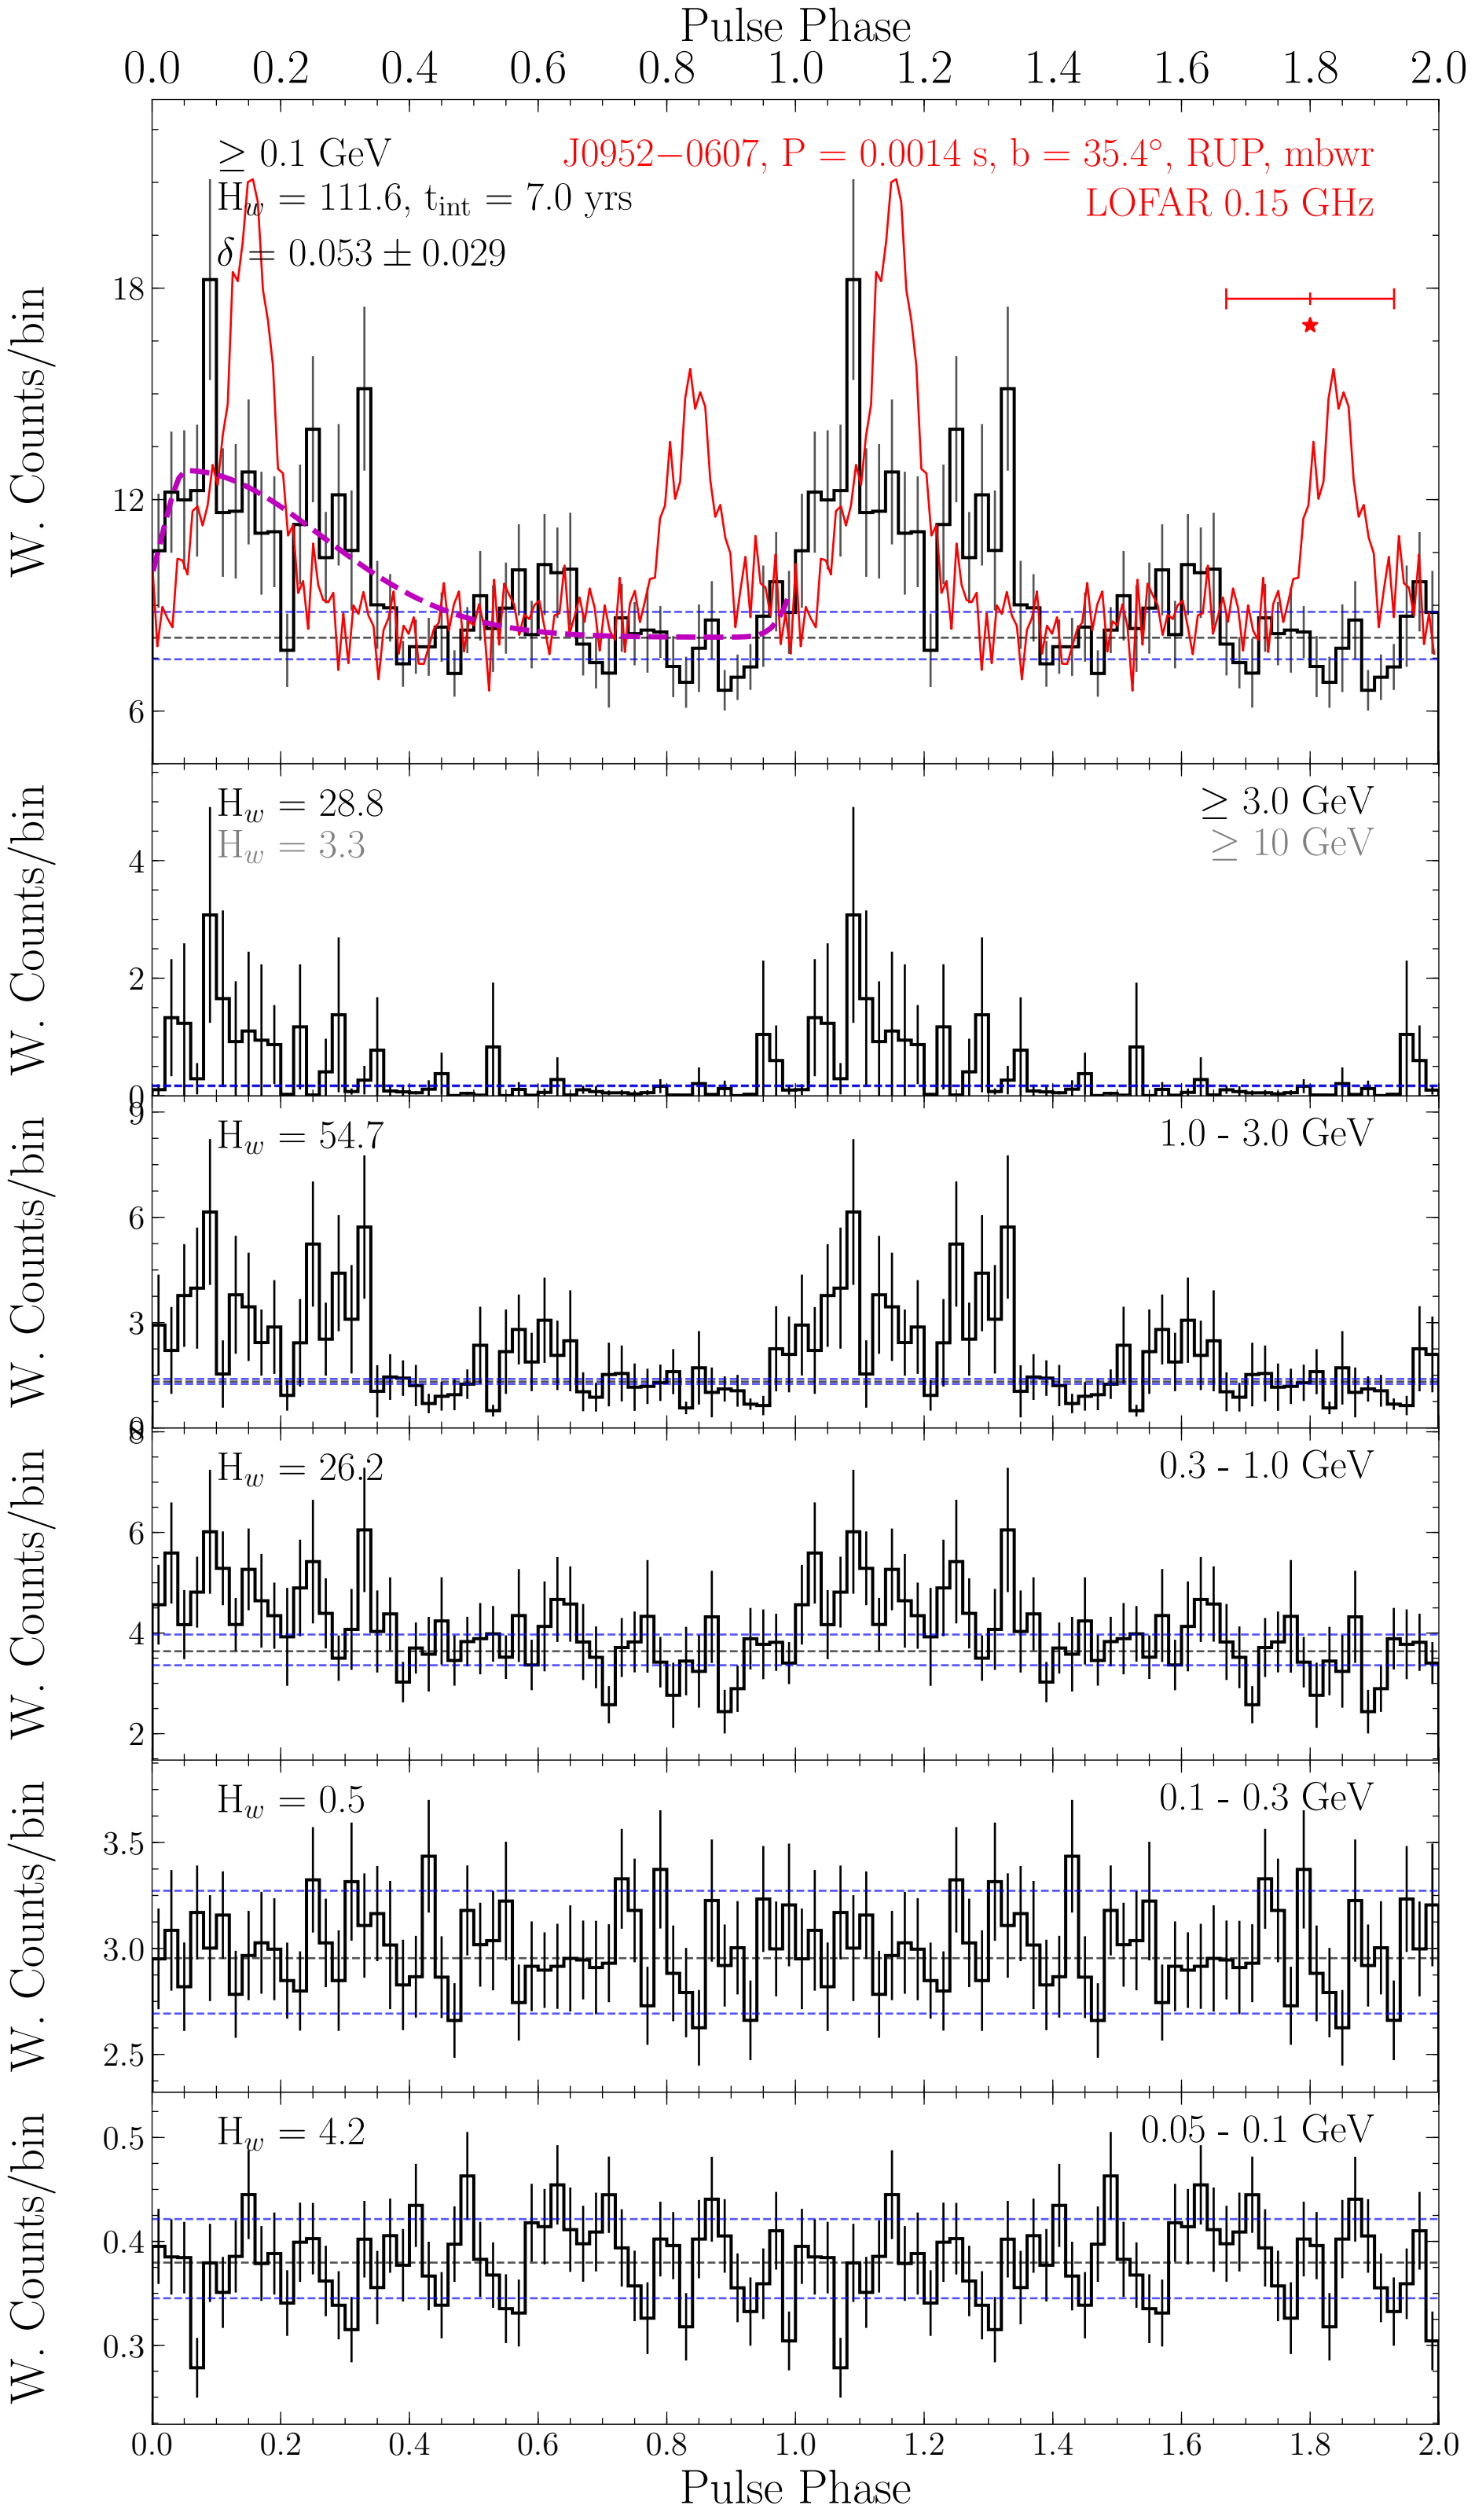 Pulse Phase
0.0 0.2 0.4 0.6 0.8 1.0 1.2 1.4 1.6 1.8 2.0
≥ 0.1 GeV
J0952−0607, P = 0.0014 s, b = 35.4°, RUP, mbwr
H_w = 111.6, t_int = 7.0 yrs
LOFAR 0.15 GHz
δ = 0.053 ± 0.029
W. Counts/bin
18
12
6
H_w = 28.8
≥ 3.0 GeV
H_w = 3.3
≥ 10 GeV
W. Counts/bin
4
2
0
9
H_w = 54.7
1.0 - 3.0 GeV
W. Counts/bin
6
3
0
8
H_w = 26.2
0.3 - 1.0 GeV
W. Counts/bin
6
4
2
H_w = 0.5
0.1 - 0.3 GeV
W. Counts/bin
3.5
3.0
2.5
H_w = 4.2
0.05 - 0.1 GeV
W. Counts/bin
0.5
0.4
0.3
0.0 0.2 0.4 0.6 0.8 1.0 1.2 1.4 1.6 1.8 2.0
Pulse Phase